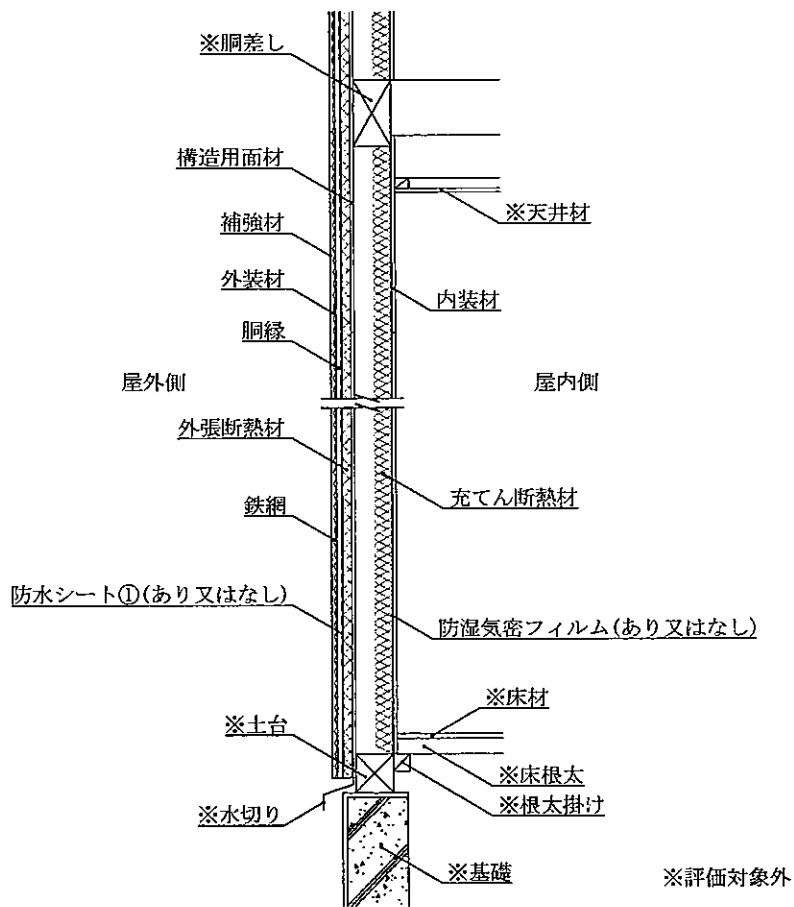 ※胴差し
構造用面材
※天井材
補強材
外装材
内装材
胴縁
屋外側
屋内側
外張断熱材
充てん断熱材
鉄網
防水シート①(あり又はなし)
防湿気密フィルム(あり又はなし)
※床材
※土台
※床根太
※水切り
※根太掛け
※基礎
※評価対象外